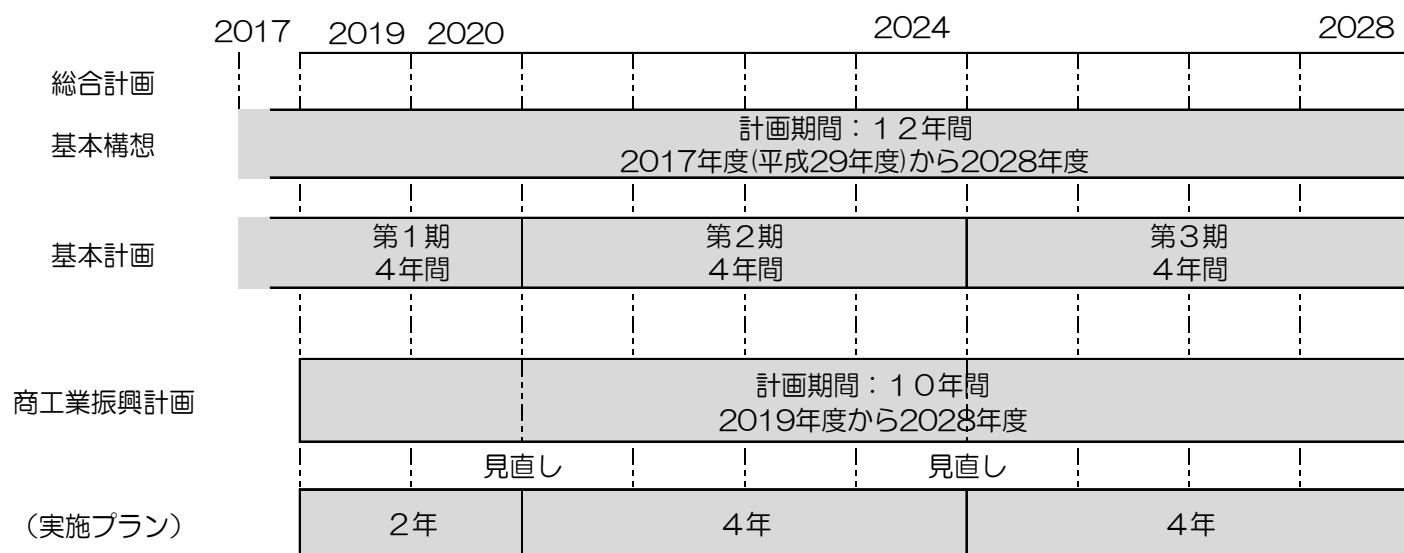 2017 2019 2020 2024 2028
総合計画
基本構想
計画期間：１２年間
2017年度(平成29年度)から2028年度
基本計画
第１期
４年間
第２期
４年間
第３期
４年間
商工業振興計画
計画期間：１０年間
2019年度から2028年度
見直し 見直し
（実施プラン） ２年 ４年 ４年